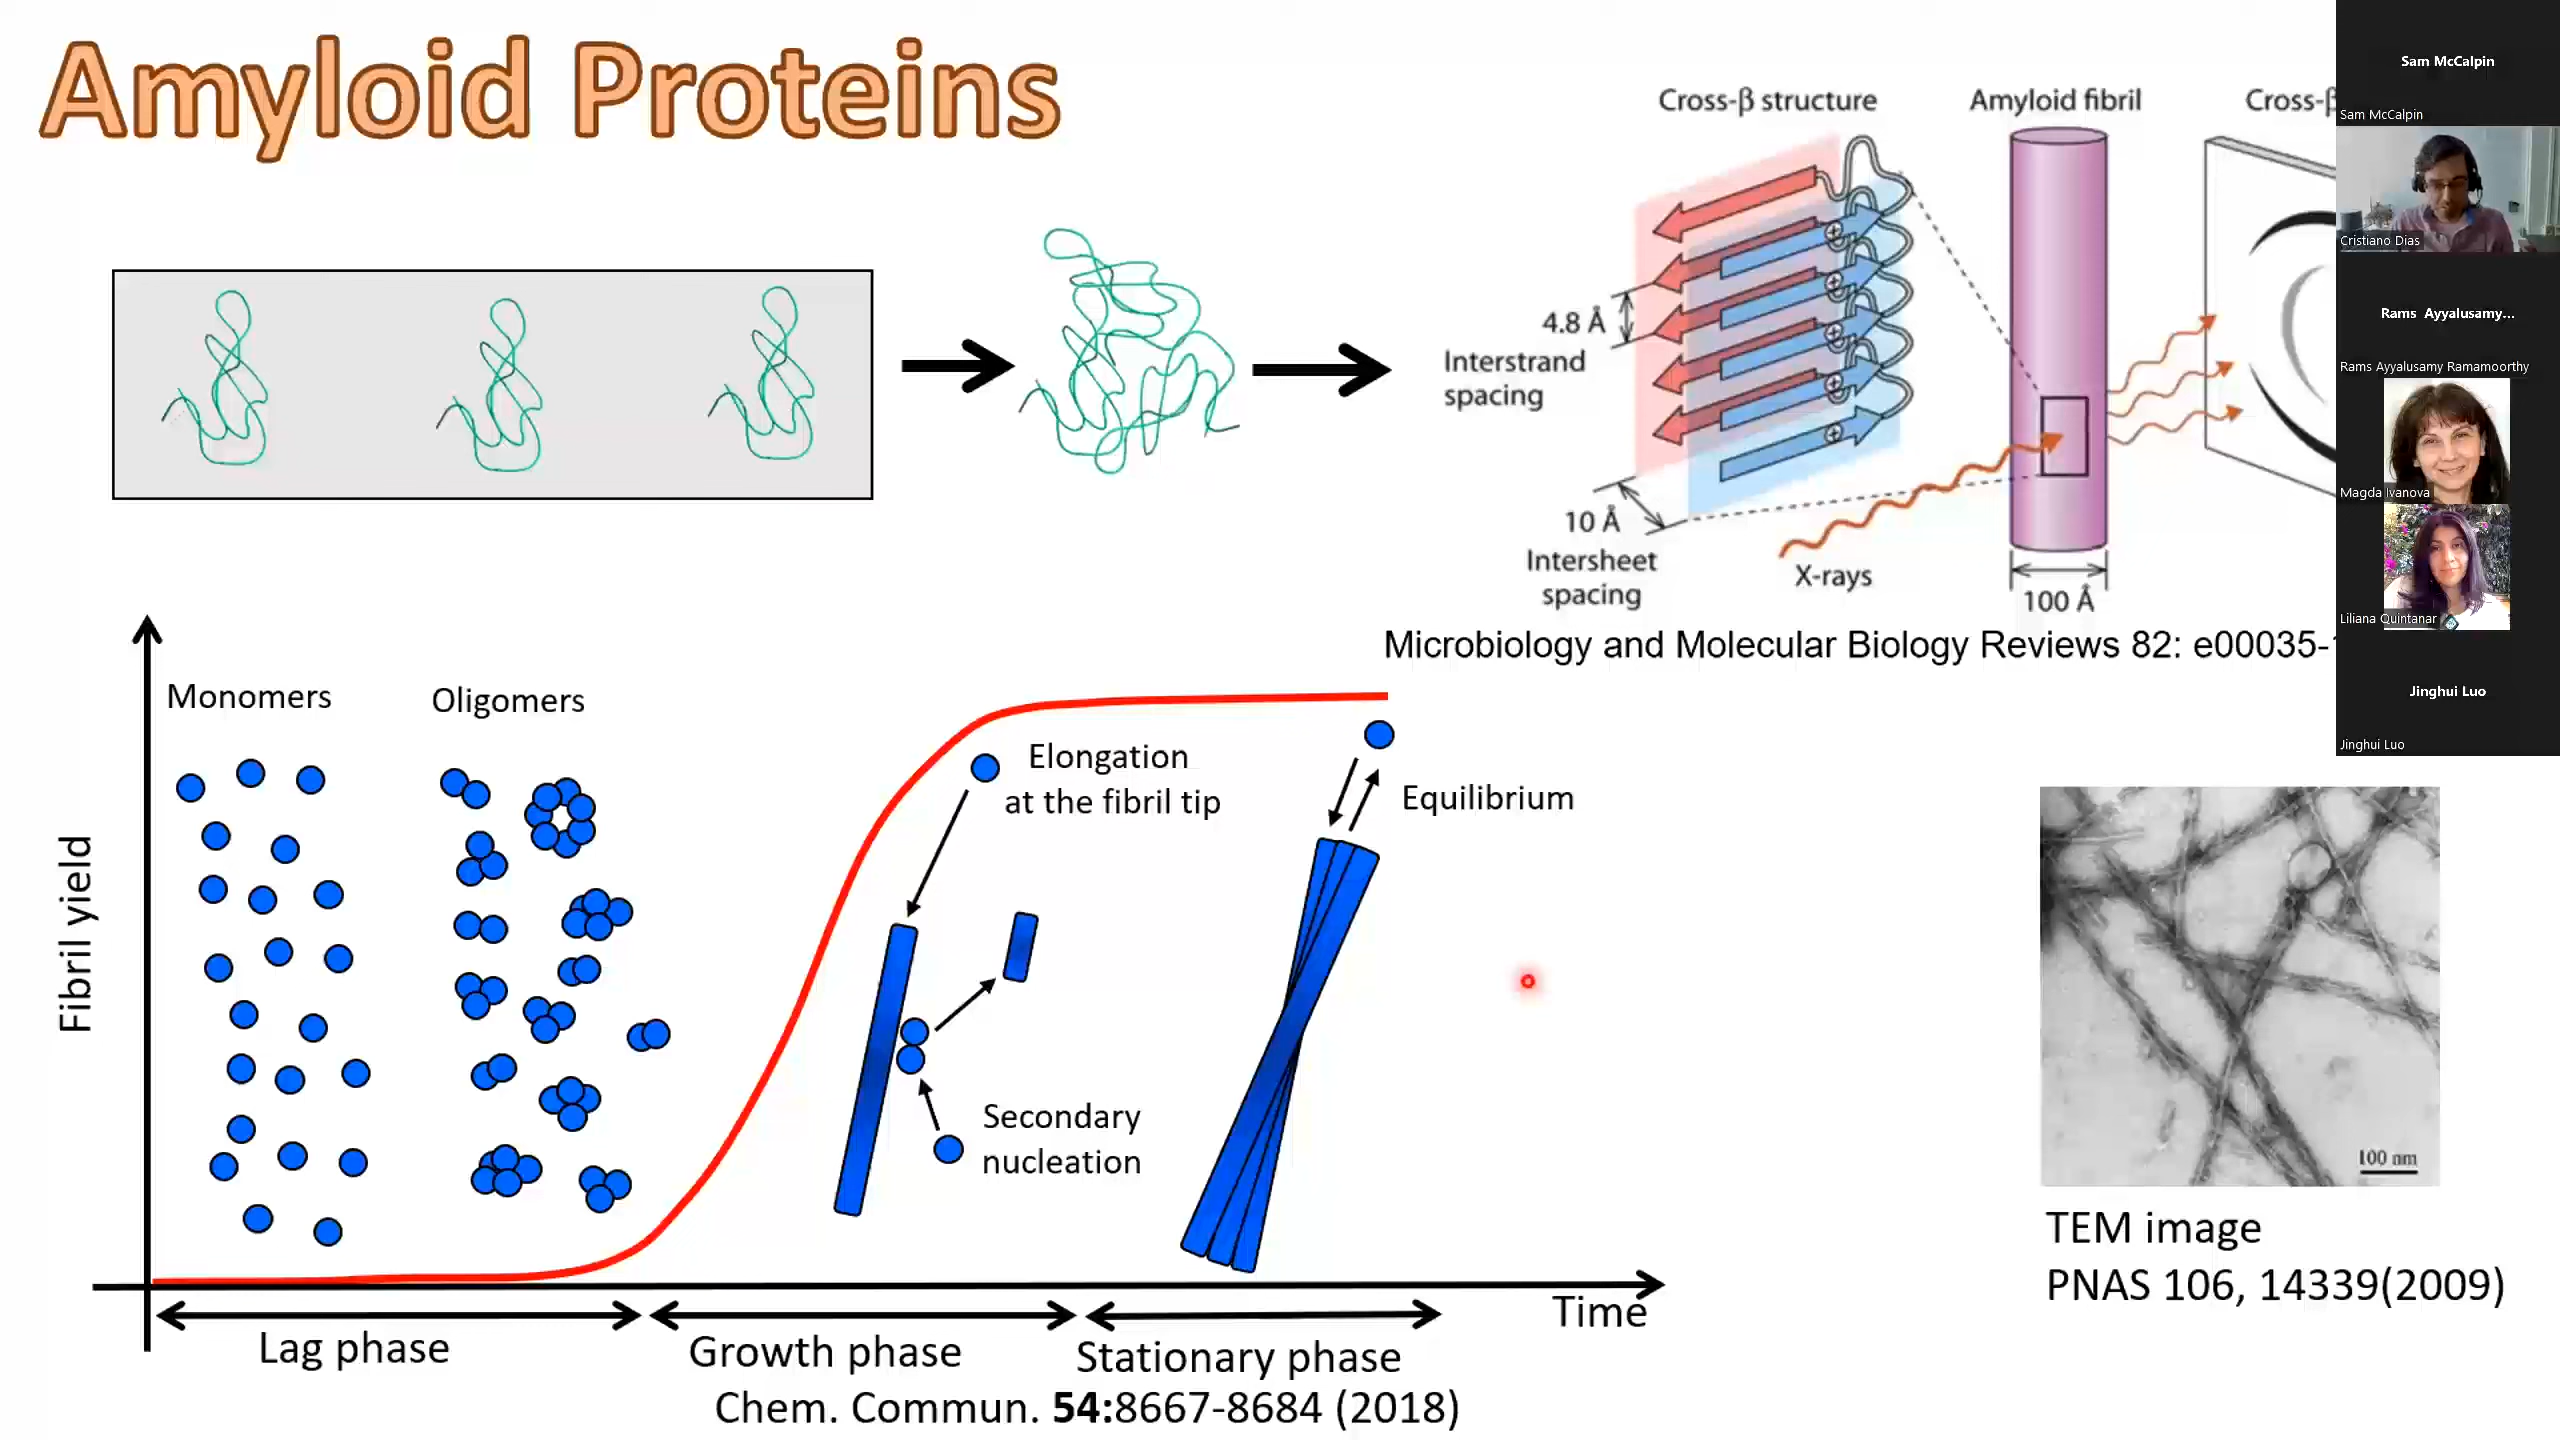 Amyloid Proteins
Cross-β structure
Amyloid fibril
Cross-β
4.8 Å
Interstrand
spacing
10 Å
Intersheet
spacing
X-rays
100 Å
Microbiology and Molecular Biology Reviews 82: e00035-
Fibril yield
Monomers
Oligomers
Elongation
at the fibril tip
Equilibrium
Secondary
nucleation
Time
Lag phase
Growth phase
Stationary phase
Chem. Commun. 54:8667-8684 (2018)
100 nm
TEM image
PNAS 106, 14339(2009)
Sam McCalpin
Sam McCalpin
Cristiano Dias
Rams Ayyalusamy...
Rams Ayyalusamy Ramamoorthy
Magda Ivanova
Liliana Quintanar
Jinghui Luo
Jinghui Luo